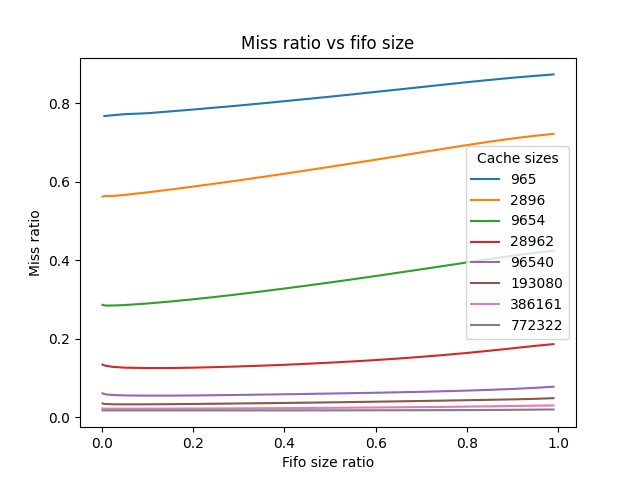 Miss ratio vs fifo size
Miss ratio
0.8
0.6
0.4
0.2
0.0
Cache sizes
965
2896
9654
28962
96540
193080
386161
772322
0.0 0.2 0.4 0.6 0.8 1.0
Fifo size ratio